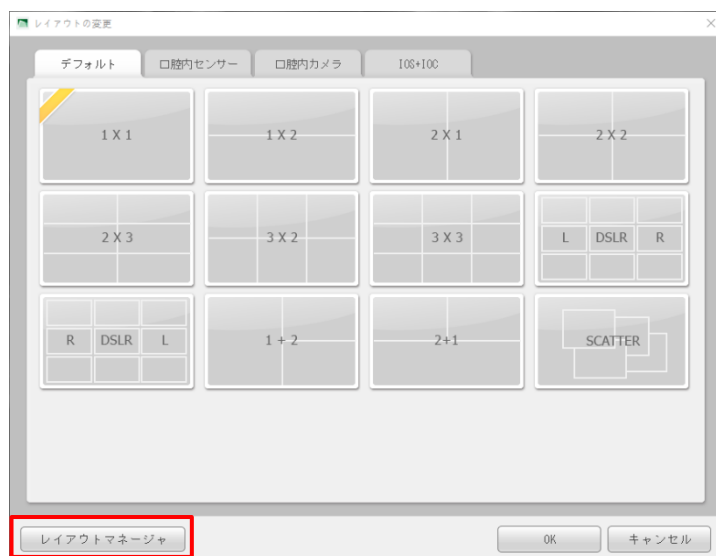 レイアウトの変更
デフォルト 口腔内センサー 口腔内カメラ IOS+IOC
1 X 1 1 X 2 2 X 1 2 X 2
2 X 3 3 X 2 3 X 3 L DSLR R
R DSLR L 1 + 2 2+1 SCATTER
レイアウトマネージャ OK キャンセル